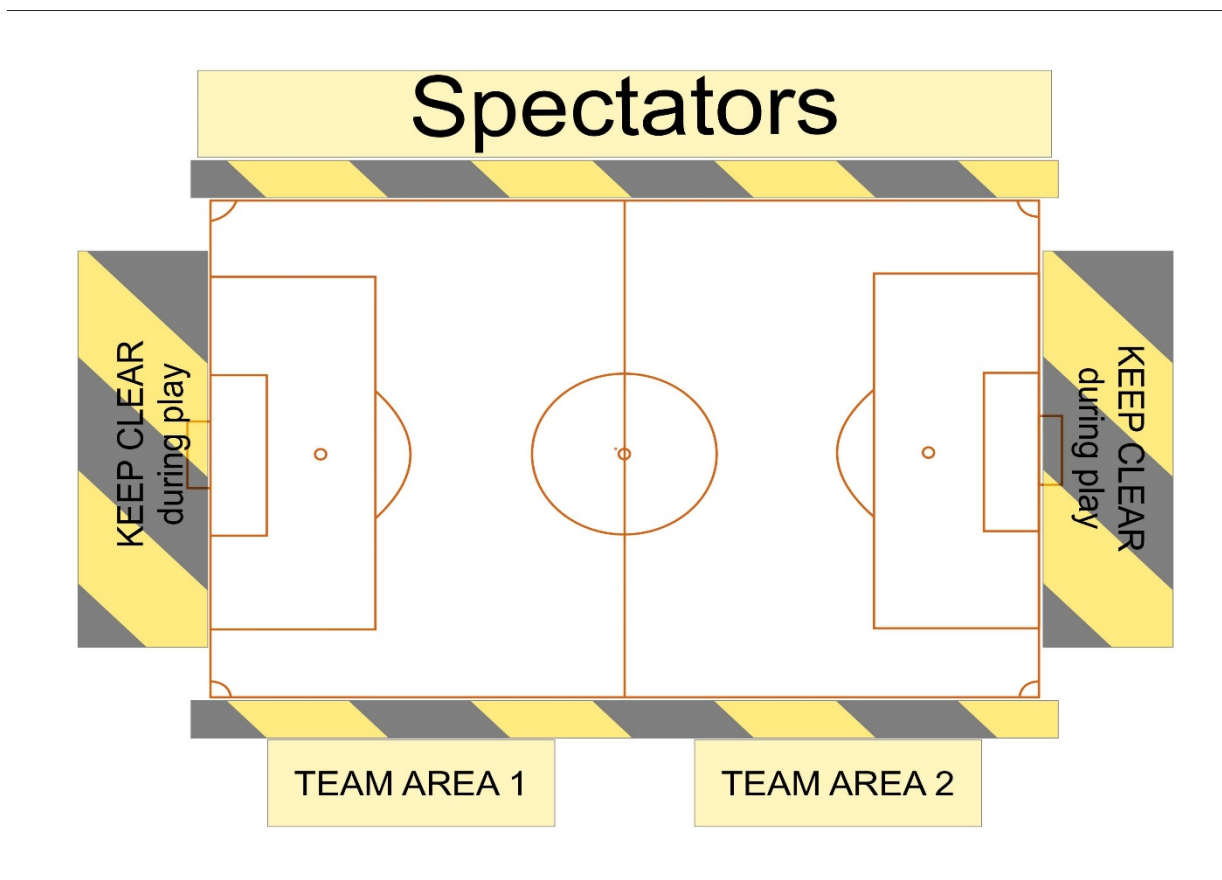 Spectators
KEEP CLEAR
during play
KEEP CLEAR
during play
TEAM AREA 1
TEAM AREA 2